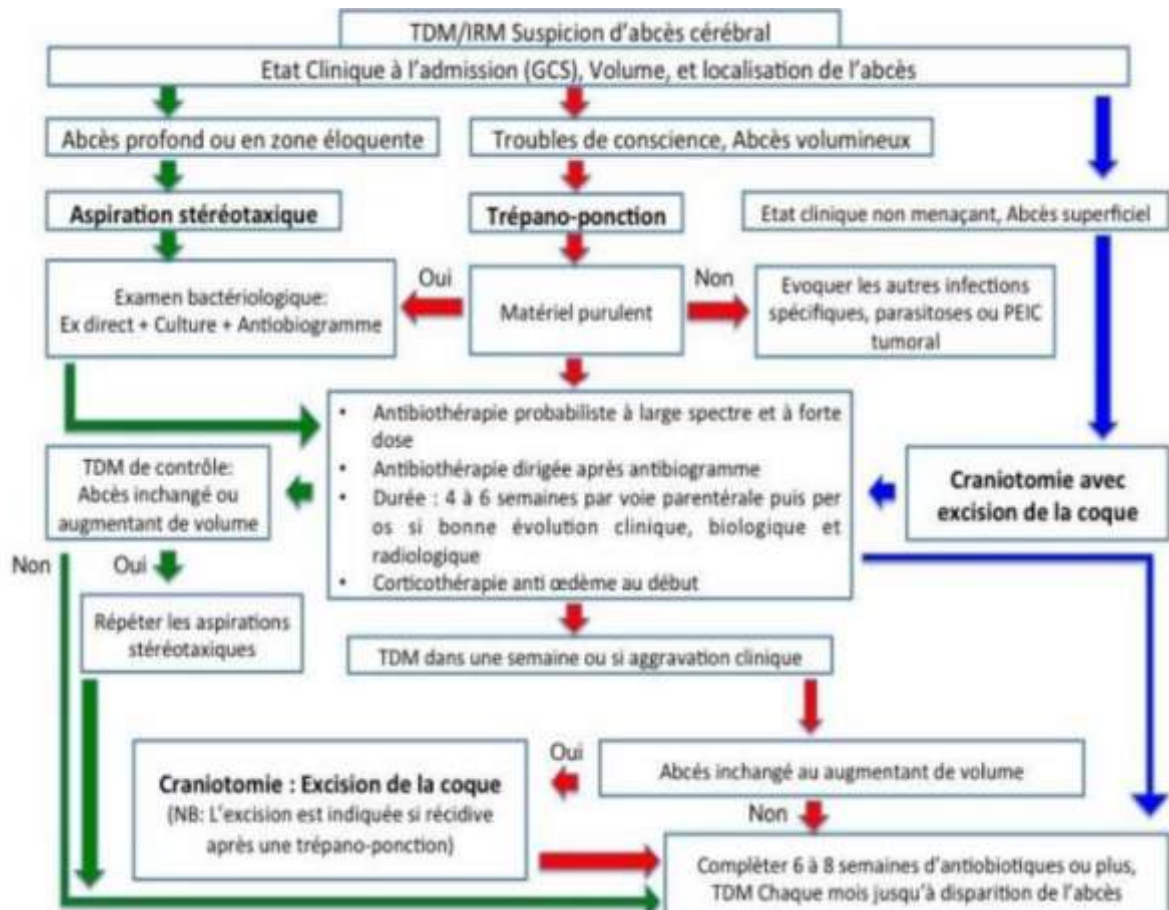 TDM/IRM Suspicion d'abcès cérébral
Etat Clinique à l'admission (GCS), Volume, et localisation de l'abcès
Abcès profond ou en zone éloquente
Troubles de conscience, Abcès volumineux
Aspiration stéréotaxique
Trépano-ponction
Etat clinique non menaçant, Abcès superficiel
Oui
Non
Examen bactériologique:
Ex direct + Culture + Antiobiogramme
Matériel purulent
Evoquer les autres infections
spécifiques, parasitoses ou PEIC
tumoral
• Antibiothérapie probabiliste à large spectre et à forte
dose
• Antibiothérapie dirigée après antibiogramme
• Durée : 4 à 6 semaines par voie parentérale puis per
os si bonne évolution clinique, biologique et
radiologique
• Corticothérapie anti œdème au début
TDM de contrôle:
Abcès inchangé ou
augmentant de volume
Craniotomie avec
excision de la coque
Non
Oui
Répéter les aspirations
stéréotaxiques
TDM dans une semaine ou si aggravation clinique
Craniotomie : Excision de la coque
(NB: L'excision est indiquée si récidive
après une trépano-ponction)
Oui
Abcés inchangé au augmentant de volume
Non
Complèter 6 à 8 semaines d'antiobiotiques ou plus,
TDM Chaque mois jusqu'à disparition de l'abcès